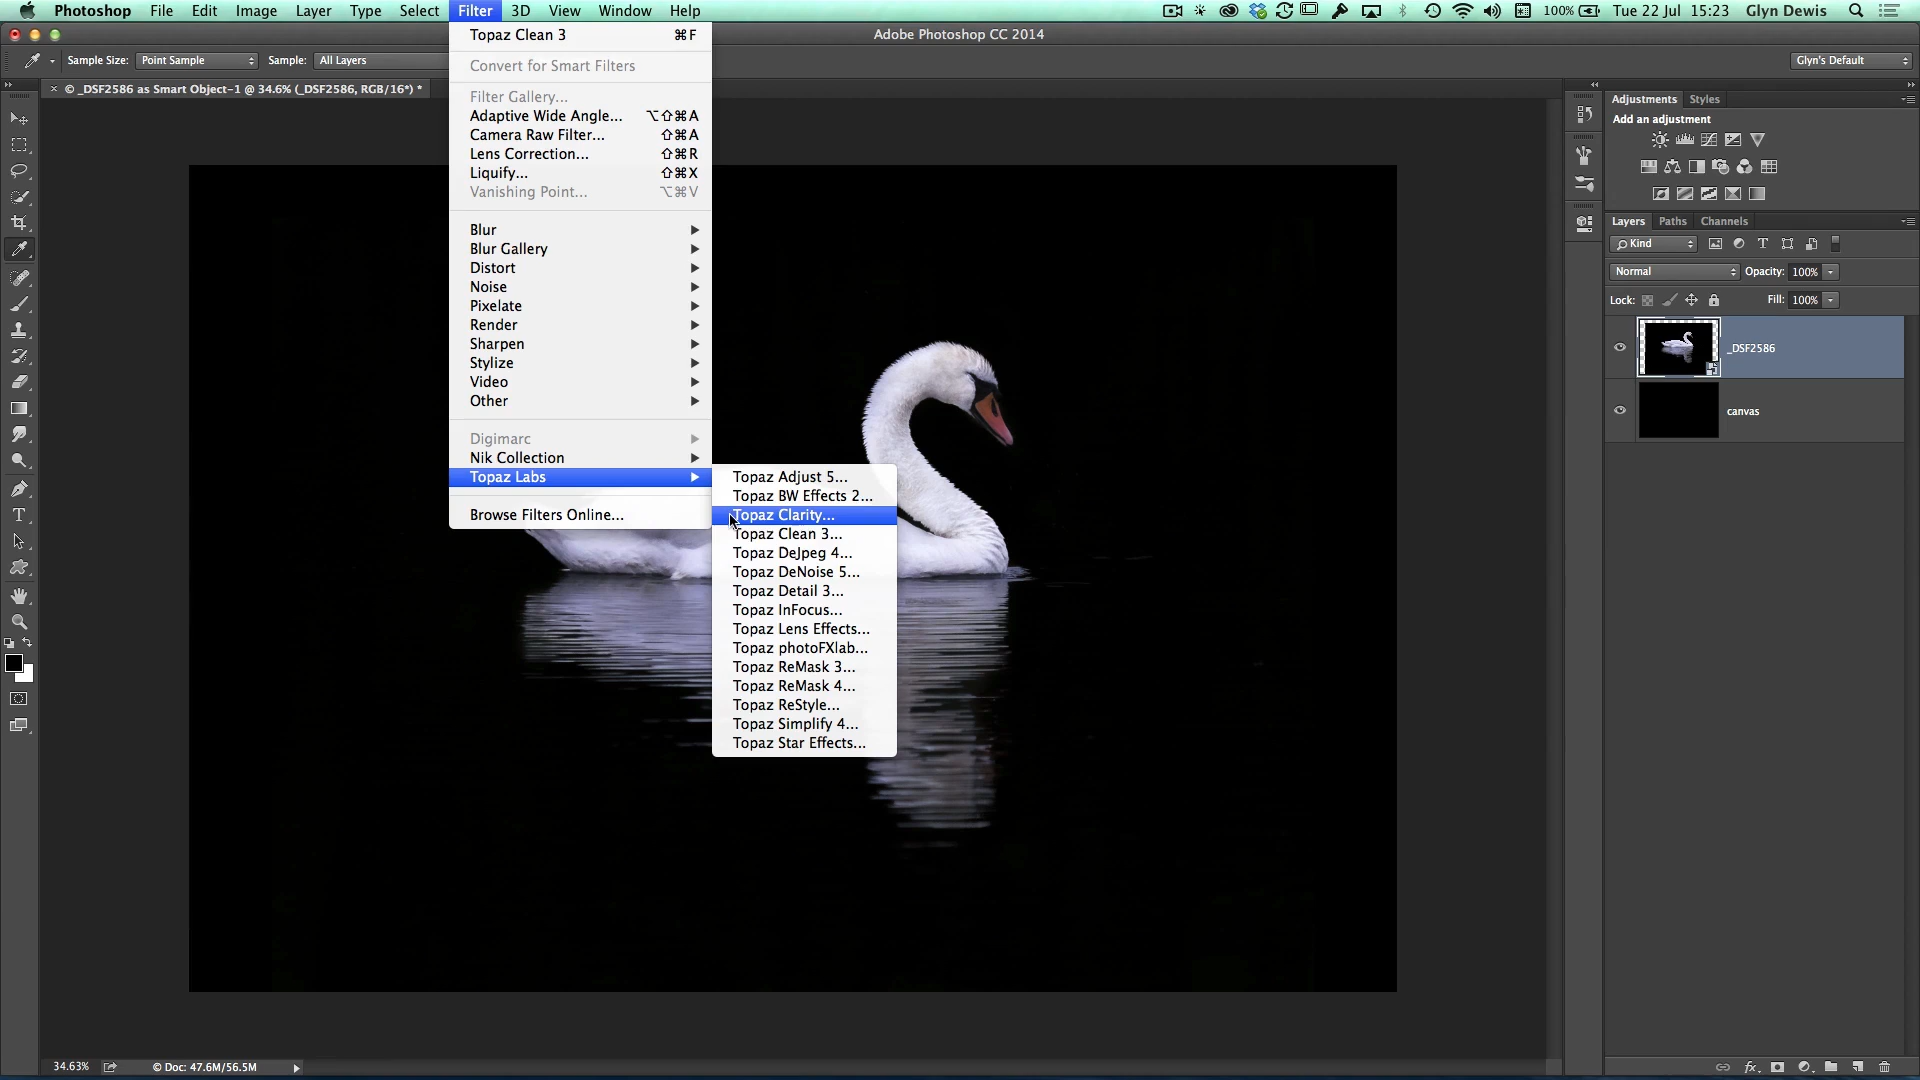 Photoshop File Edit Image Layer Type Select Filter 3D View Window Help 100% Tue 22 Jul 15:23 Glyn Dewis
Adobe Photoshop CC 2014
Sample Size: Point Sample Sample: All Layers Glyn's Default
× © _DSF2586 as Smart Object-1 @ 34.6% (_DSF2586, RGB/16*) *
Topaz Clean 3 ⌘F
Convert for Smart Filters
Filter Gallery...
Adaptive Wide Angle... ⌥⇧⌘A
Camera Raw Filter... ⇧⌘A
Lens Correction... ⇧⌘R
Liquify... ⇧⌘X
Vanishing Point... ⌥⌘V
Blur
Blur Gallery
Distort
Noise
Pixelate
Render
Sharpen
Stylize
Video
Other
Digimarc
Nik Collection
Topaz Labs
Browse Filters Online...
Topaz Adjust 5...
Topaz BW Effects 2...
Topaz Clarity...
Topaz Clean 3...
Topaz DeJpeg 4...
Topaz DeNoise 5...
Topaz Detail 3...
Topaz InFocus...
Topaz Lens Effects...
Topaz photoFXlab...
Topaz ReMask 3...
Topaz ReMask 4...
Topaz ReStyle...
Topaz Simplify 4...
Topaz Star Effects...
Adjustments Styles
Add an adjustment
Layers Paths Channels
Kind
Normal Opacity: 100%
Lock: Fill: 100%
_DSF2586
canvas
34.63% © Doc: 47.6M/56.5M
fx